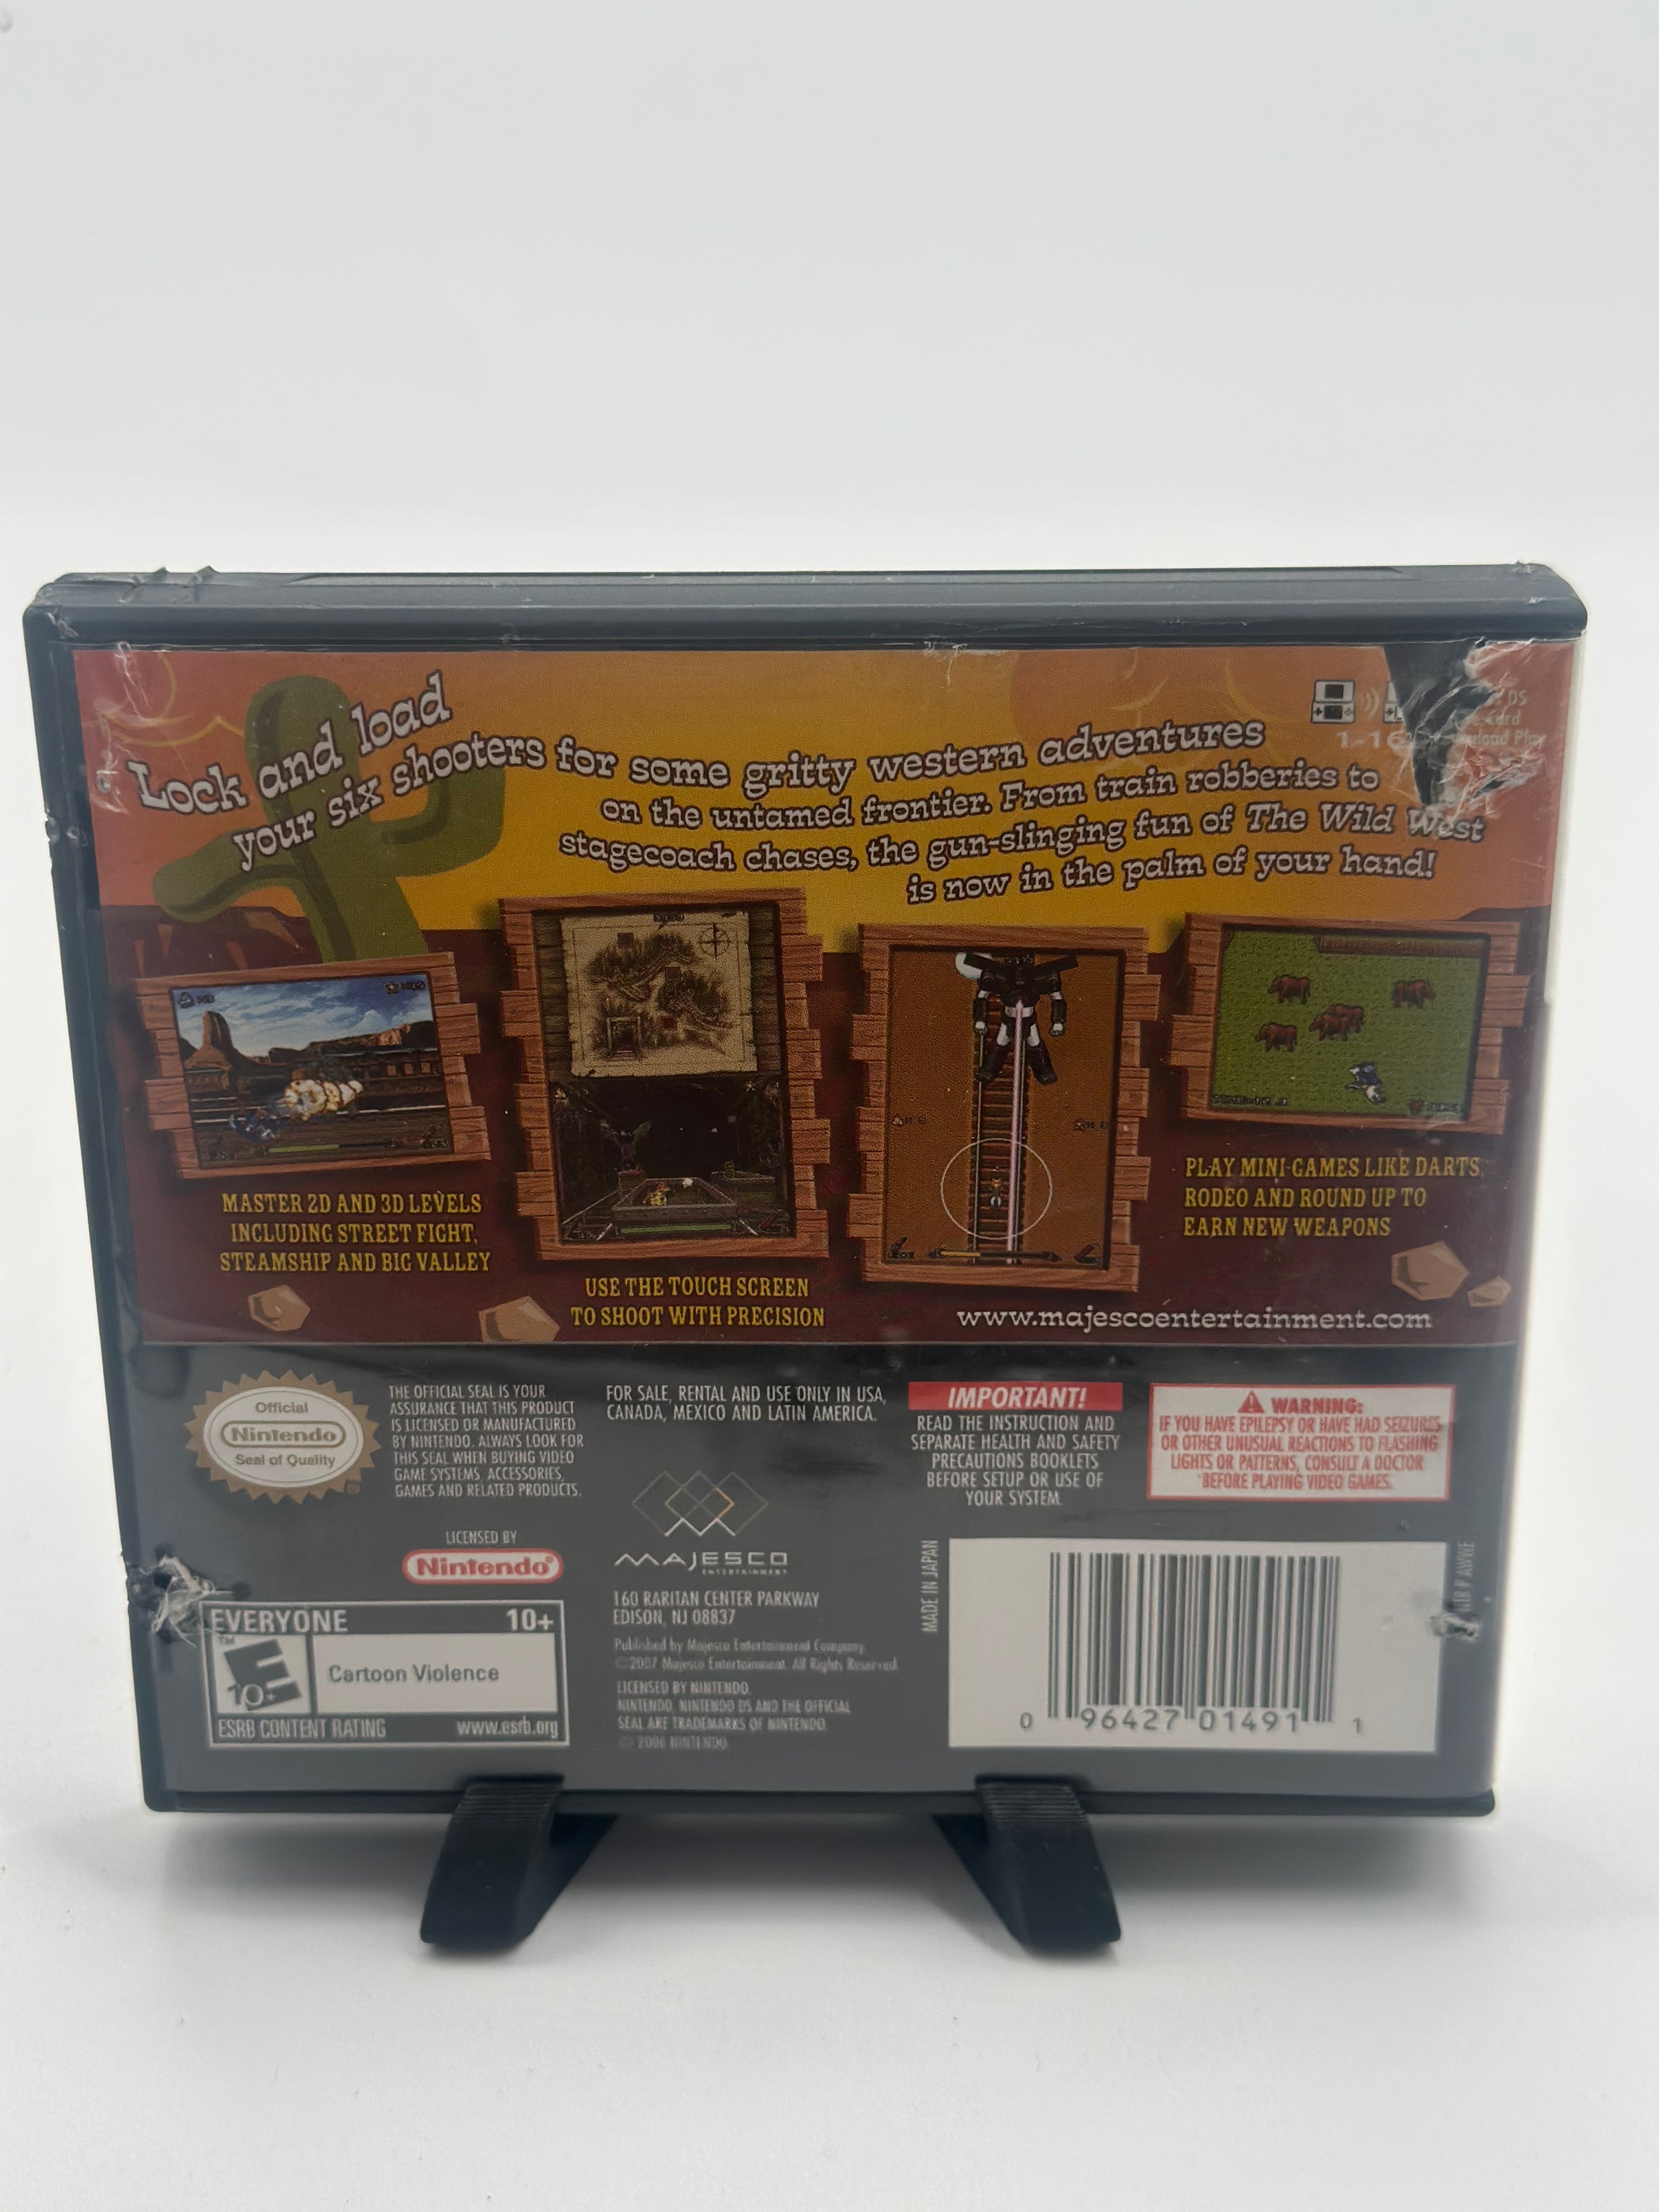 Lock and load
your six shooters for some gritty western adventures
on the untamed frontier. From train robberies to
stagecoach chases, the gun-slinging fun of The Wild West
is now in the palm of your hand!
DS
1-16
MASTER 2D AND 3D LEVELS
INCLUDING STREET FIGHT,
STEAMSHIP AND BIG VALLEY
USE THE TOUCH SCREEN
TO SHOOT WITH PRECISION
PLAY MINI-GAMES LIKE DARTS,
RODEO AND ROUND UP TO
EARN NEW WEAPONS
www.majescoentertainment.com
Official
Nintendo
Seal of Quality
THE OFFICIAL SEAL IS YOUR
ASSURANCE THAT THIS PRODUCT
IS LICENSED OR MANUFACTURED
BY NINTENDO. ALWAYS LOOK FOR
THIS SEAL WHEN BUYING VIDEO
GAME SYSTEMS, ACCESSORIES,
GAMES AND RELATED PRODUCTS.
LICENSED BY
Nintendo®
EVERYONE 10+
TM
E
10+
Cartoon Violence
ESRB CONTENT RATING www.esrb.org
FOR SALE, RENTAL AND USE ONLY IN USA,
CANADA, MEXICO AND LATIN AMERICA.
MAJESCO
ENTERTAINMENT
160 RARITAN CENTER PARKWAY
EDISON, NJ 08837
Published by Majesco Entertainment Company.
©2007 Majesco Entertainment. All Rights Reserved.
LICENSED BY NINTENDO.
NINTENDO, NINTENDO DS AND THE OFFICIAL
SEAL ARE TRADEMARKS OF NINTENDO.
© 2006 NINTENDO.
IMPORTANT!
READ THE INSTRUCTION AND
SEPARATE HEALTH AND SAFETY
PRECAUTIONS BOOKLETS
BEFORE SETUP OR USE OF
YOUR SYSTEM.
WARNING:
IF YOU HAVE EPILEPSY OR HAVE HAD SEIZURES
OR OTHER UNUSUAL REACTIONS TO FLASHING
LIGHTS OR PATTERNS, CONSULT A DOCTOR
BEFORE PLAYING VIDEO GAMES.
MADE IN JAPAN
0 96427 01491 1